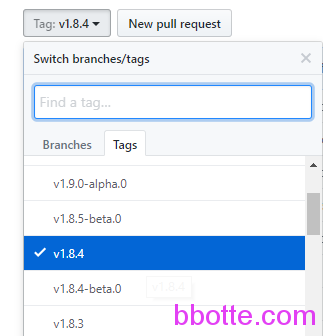 Tag: v1.8.4
New pull request
Switch branches/tags
Find a tag...
Branches
Tags
v1.9.0-alpha.0
v1.8.5-beta.0
v1.8.4
v1.8.4-beta.0
v1.8.4
v1.8.3
bbotte.com